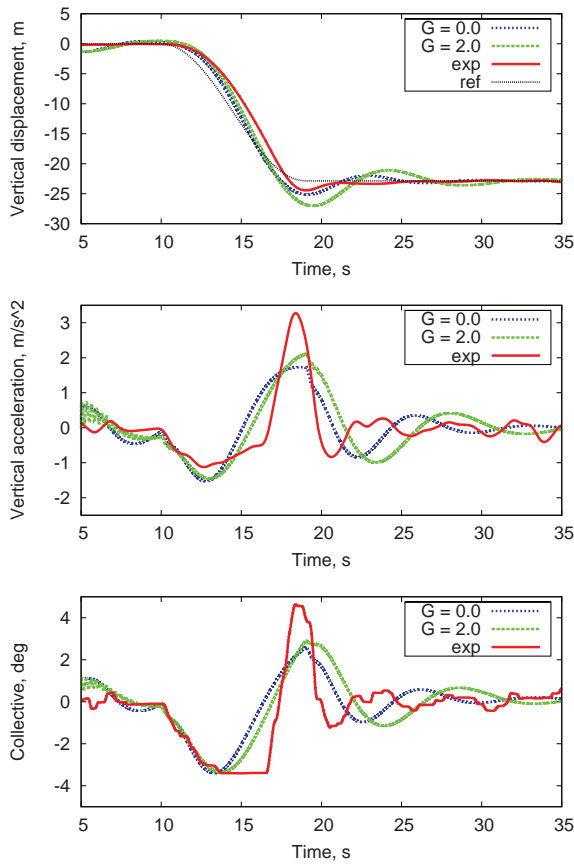 Vertical displacement, m
5
0
-5
-10
-15
-20
-25
-30
G = 0.0
G = 2.0
exp
ref
5 10 15 20 25 30 35
Time, s
Vertical acceleration, m/s^2
3
2
1
0
-1
-2
G = 0.0
G = 2.0
exp
5 10 15 20 25 30 35
Time, s
Collective, deg
4
2
0
-2
-4
G = 0.0
G = 2.0
exp
5 10 15 20 25 30 35
Time, s